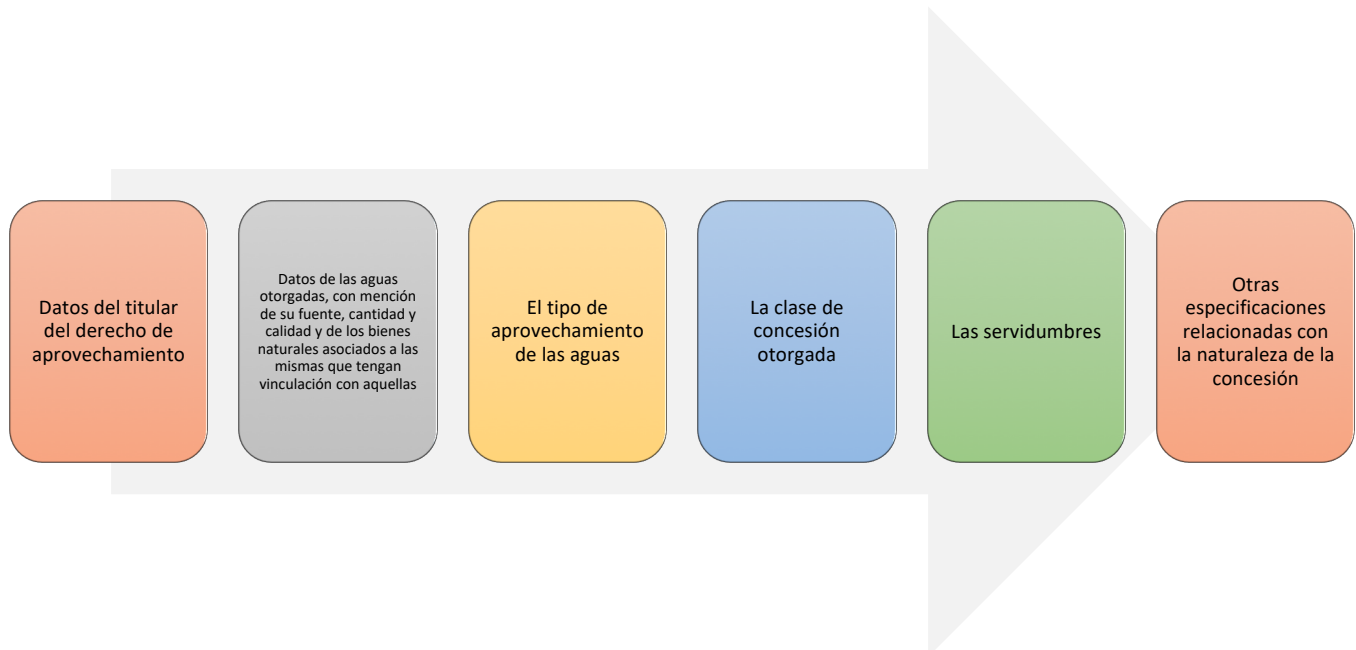 Datos del titular
del derecho de
aprovechamiento
Datos de las aguas
otorgadas, con mención
de su fuente, cantidad y
calidad y de los bienes
naturales asociados a las
mismas que tengan
vinculación con aquellas
El tipo de
aprovechamiento
de las aguas
La clase de
concesión
otorgada
Las servidumbres
Otras
especificaciones
relacionadas con
la naturaleza de la
concesión